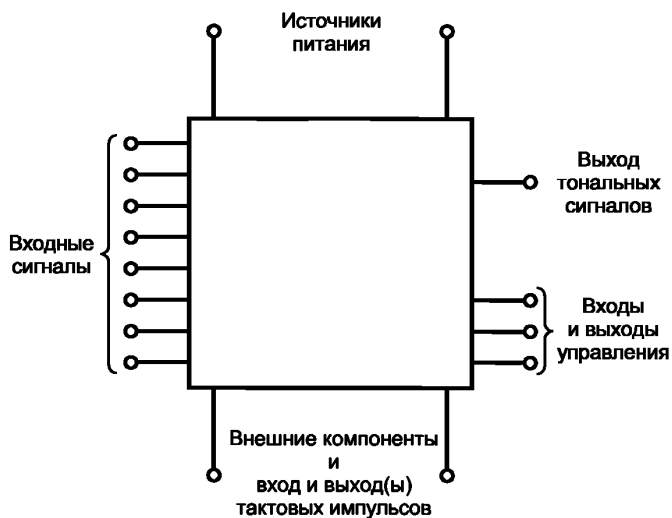 Источники
питания
Выход
тональных
сигналов
Входные
сигналы
Входы
и выходы
управления
Внешние компоненты
и
вход и выход(ы)
тактовых импульсов